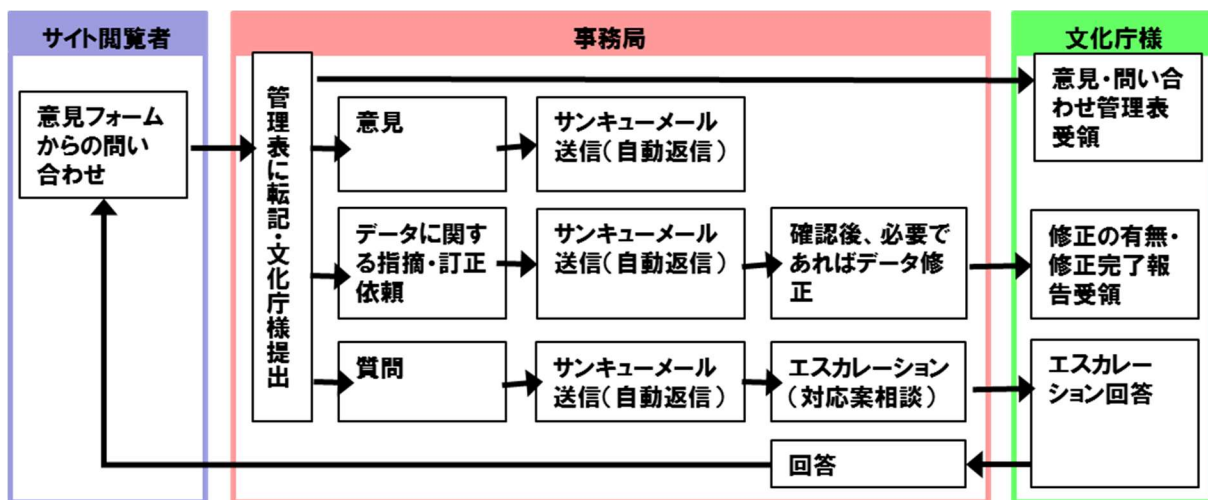 サイト閲覧者
事務局
文化庁様
意見フォーム
からの問い
合わせ
管理表に転記・文化庁様提出
意見
サンキューメール
送信(自動返信)
意見・問い合
わせ管理表
受領
データに関す
る指摘・訂正
依頼
サンキューメール
送信(自動返信)
確認後、必要で
あればデータ修
正
修正の有無・
修正完了報
告受領
質問
サンキューメール
送信(自動返信)
エスカレーション
(対応案相談)
エスカレー
ション回答
回答